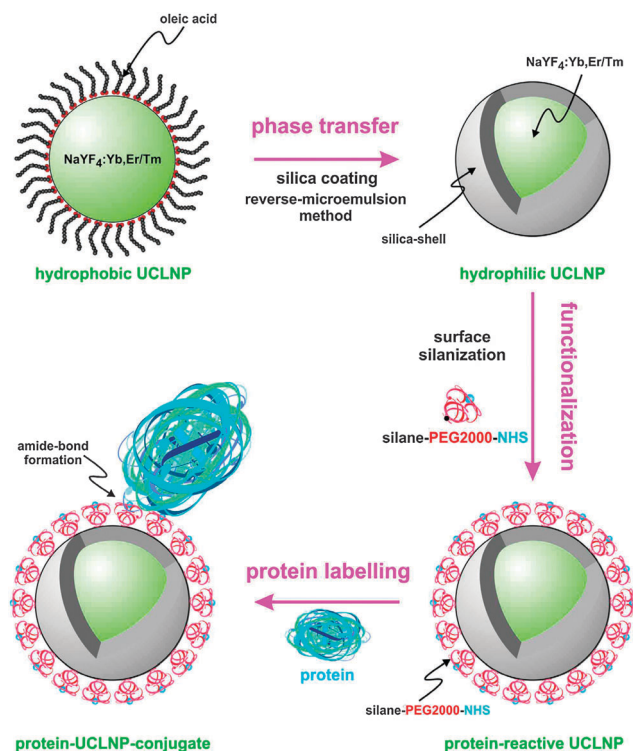 oleic acid
NaYF₄:Yb,Er/Tm
hydrophobic UCLNP
phase transfer
silica coating
reverse-microemulsion
method
NaYF₄:Yb,Er/Tm
silica-shell
hydrophilic UCLNP
functionalization
surface
silanization
silane-PEG2000-NHS
amide-bond
formation
protein labelling
protein
silane-PEG2000-NHS
protein-UCLNP-conjugate
protein-reactive UCLNP